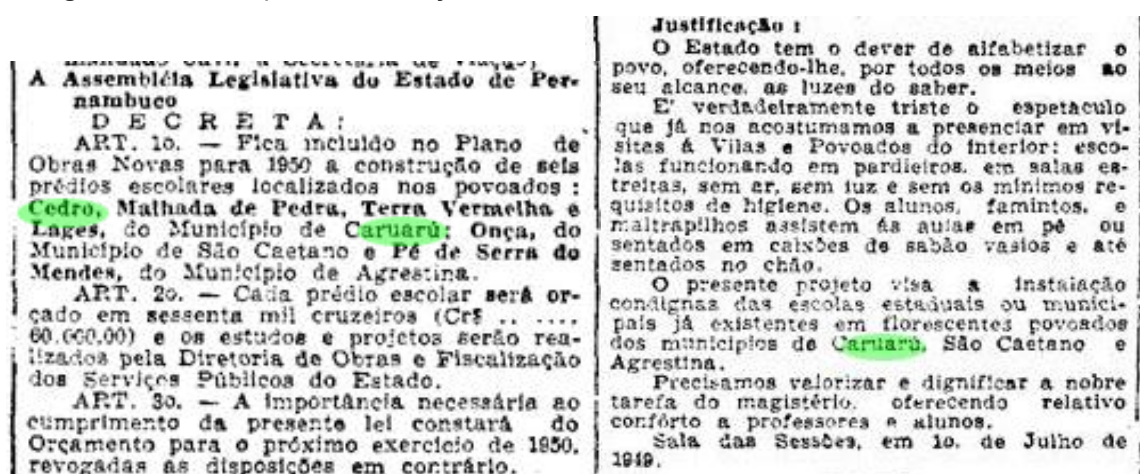 A Assembléia Legislativa do Estado de Per-
nambuco
D E C R E T A :
ART. 1o. — Fica incluido no Plano de
Obras Novas para 1950 a construção de seis
prédios escolares localizados nos povoados :
Cedro, Malhada de Pedra, Terra Vermelha e
Lages, do Município de Caruarú; Onça, do
Município de São Caetano e Pé de Serra do
Mendes, do Município de Agrestina.
ART. 2o. — Cada prédio escolar será or-
çado em sessenta mil cruzeiros (Cr$ .. ....
60.000.00) e os estudos e projetos serão rea-
lizados pela Diretoria de Obras e Fiscalização
dos Serviços Públicos do Estado.
ART. 3o. — A importância necessária ao
cumprimento da presente lei constará do
Orçamento para o próximo exercício de 1950,
revogadas as disposições em contrário.
Justificação :
O Estado tem o dever de alfabetizar o
povo, oferecendo-lhe, por todos os meios ao
seu alcance, as luzes do saber.
E' verdadeiramente triste o espetaculo
que já nos acostumamos a presenciar em vi-
sitas á Vilas e Povoados do interior: esco-
las funcionando em pardieiros, em salas es-
treitas, sem ar, sem luz e sem os mínimos re-
quisitos de higiene. Os alunos, famintos, e
maltrapilhos assistem ás aulas em pé ou
sentados em caixões de sabão vasios e até
sentados no chão.
O presente projeto visa a instalação
condignas das escolas estaduais ou munici-
pais já existentes em florescentes povoados
dos municipios de Caruarú, São Caetano e
Agrestina.
Precisamos valorizar e dignificar a nobre
tarefa do magistério, oferecendo relativo
confôrto a professores e alunos.
Sala das Sessões, em 1o. de Julho de
1949.